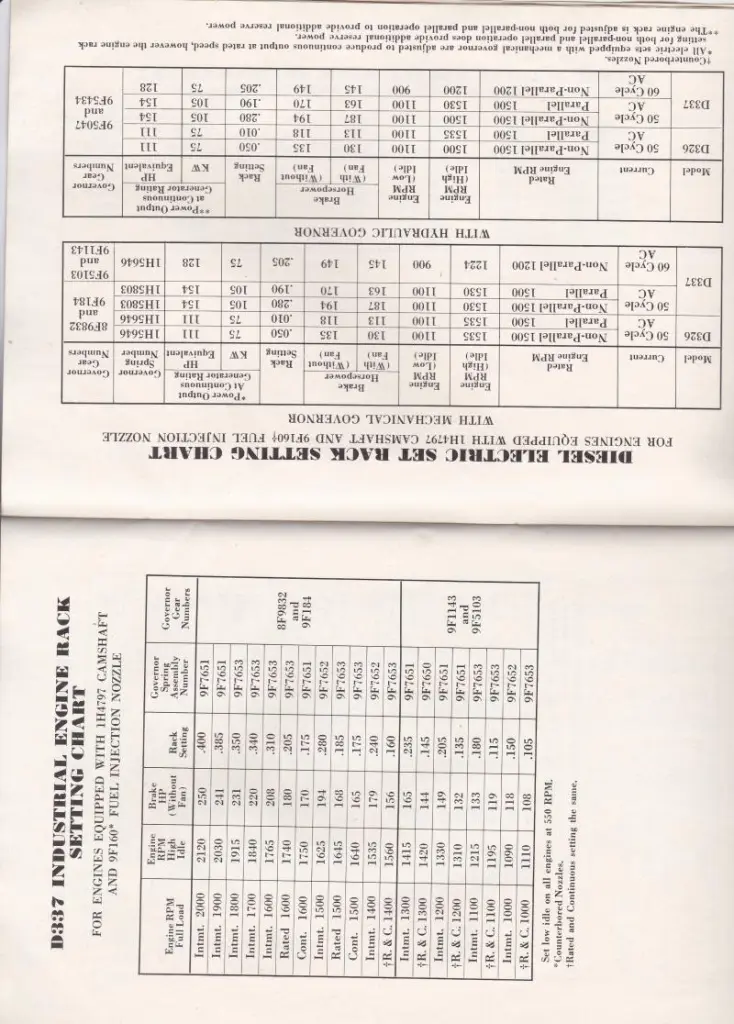 DIESEL ELECTRIC SET RACK SETTING CHART
FOR ENGINES EQUIPPED WITH 1H4797 CAMSHAFT AND 9F160† FUEL INJECTION NOZZLE
WITH MECHANICAL GOVERNOR
Model Current Rated Engine RPM Engine RPM (High Idle) Engine RPM (Low Idle) Brake Horsepower (With Fan) (Without Fan) Rack Setting *Power Output At Continuous Generator Rating KW HP Equivalent Governor Spring Number Governor Gear Numbers
D326 50 Cycle AC Non-Parallel 1500 1535 1100 130 135 .050 75 111 1H5646 8F9832 and 9F184
Parallel 1500 1535 1100 113 118 .010 75 111 1H5646
D337 50 Cycle AC Non-Parallel 1500 1530 1100 187 194 .280 105 154 1H5803
Parallel 1500 1530 1100 163 170 .190 105 154 1H5803
60 Cycle AC Non-Parallel 1200 1224 900 145 149 .205 75 128 1H5646 9F5103 and 9F1143
WITH HYDRAULIC GOVERNOR
Model Current Rated Engine RPM Engine RPM (High Idle) Engine RPM (Low Idle) Brake Horsepower (With Fan) (Without Fan) Rack Setting **Power Output at Continuous Generator Rating KW HP Equivalent Governor Gear Numbers
D326 50 Cycle AC Non-Parallel 1500 1500 1100 130 135 .050 75 111 9F5047 and 9F5434
Parallel 1500 1535 1100 113 118 .010 75 111
D337 50 Cycle AC Non-Parallel 1500 1500 1100 187 194 .280 105 154
Parallel 1500 1530 1100 163 170 .190 105 154
60 Cycle AC Non-Parallel 1200 1200 900 145 149 .205 75 128
†Counterbored Nozzles.
*All electric sets equipped with a mechanical governor are adjusted to produce continuous output at rated speed, however the engine rack
setting for both non-parallel and parallel operation does provide additional reserve power.
**The engine rack is adjusted for both non-parallel and parallel operation to provide additional reserve power.
D337 INDUSTRIAL ENGINE RACK
SETTING CHART
FOR ENGINES EQUIPPED WITH 1H4797 CAMSHAFT
AND 9F160* FUEL INJECTION NOZZLE
Engine RPM Full Load Engine RPM High Idle Brake HP (Without Fan) Rack Setting Governor Spring Assembly Number Governor Gear Numbers
Intmt. 2000 2120 250 .400 9F7651 8F9832 and 9F184
Intmt. 1900 2030 241 .385 9F7651
Intmt. 1800 1915 231 .350 9F7653
Intmt. 1700 1840 220 .340 9F7653
Intmt. 1600 1765 208 .310 9F7653
Rated 1600 1740 180 .205 9F7653
Cont. 1600 1750 170 .175 9F7651
Intmt. 1500 1625 194 .280 9F7652
Rated 1500 1645 168 .185 9F7653
Cont. 1500 1640 165 .175 9F7653
Intmt. 1400 1535 179 .240 9F7652
†R. & C. 1400 1560 156 .160 9F7653
Intmt. 1300 1415 165 .235 9F7651 9F1143 and 9F5103
†R. & C. 1300 1420 144 .145 9F7650
Intmt. 1200 1330 149 .205 9F7651
†R. & C. 1200 1310 132 .135 9F7651
Intmt. 1100 1215 133 .180 9F7653
†R. & C. 1100 1195 119 .115 9F7653
Intmt. 1000 1090 118 .150 9F7652
†R. & C. 1000 1110 108 .105 9F7653
Set low idle on all engines at 550 RPM.
*Counterbored Nozzles.
†Rated and Continuous setting the same.